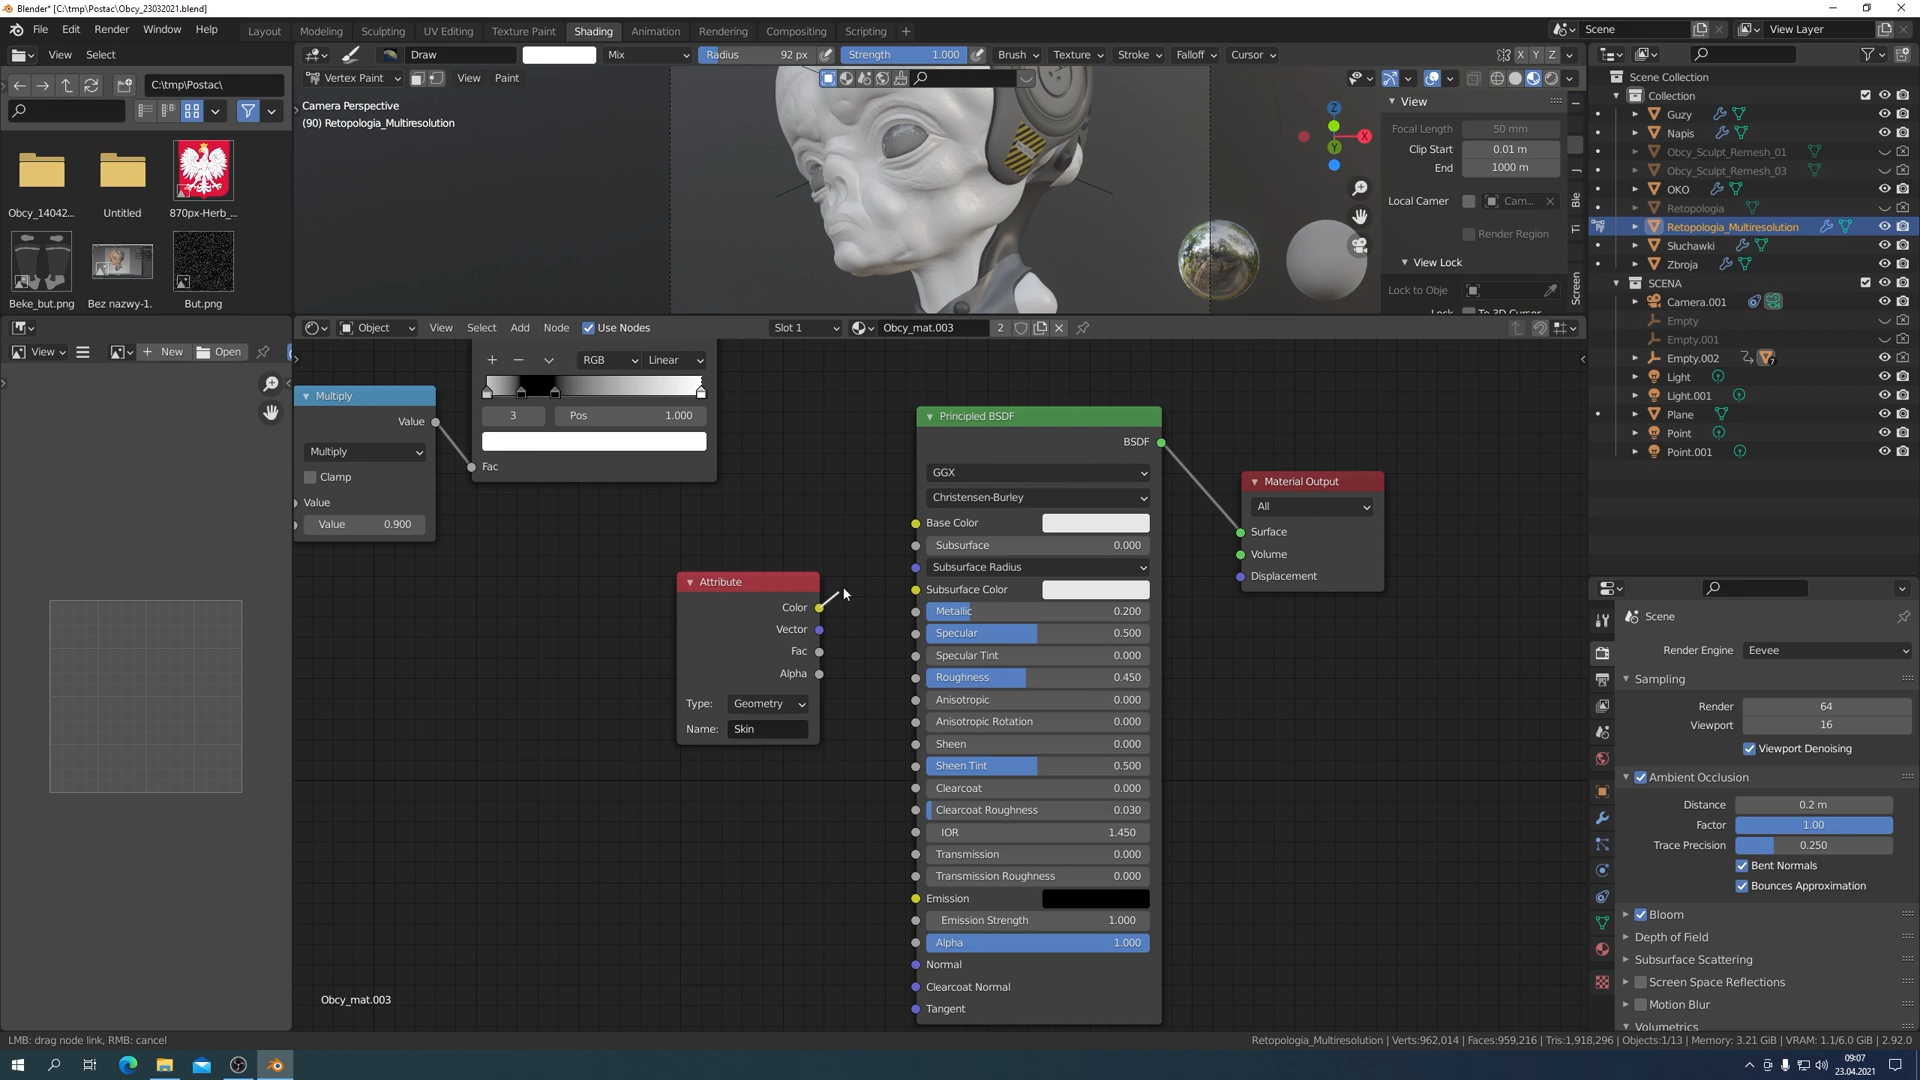 Blender* [C:\tmp\Postac\Obcy_23032021.blend]
File Edit Render Window Help Layout Modeling Sculpting UV Editing Texture Paint Shading Animation Rendering Compositing Scripting + Scene View Layer
View Select Draw Mix Radius 92 px Strength 1.000 Brush Texture Stroke Falloff Cursor X Y Z
C:\tmp\Postac\ Vertex Paint View Paint
Scene Collection
Collection
Guzy
Napis
Obcy_Sculpt_Remesh_01
Obcy_Sculpt_Remesh_03
OKO
Retopologia
Retopologia_Multiresolution
Słuchawki
Zbroja
SCENA
Camera.001
Empty
Empty.001
Empty.002
7
Light
Light.001
Plane
Point
Point.001
Camera Perspective
(90) Retopologia_Multiresolution
Z
X
Y
View
Focal Length 50 mm
Clip Start 0.01 m
End 1000 m
Local Camer Cam...
Render Region
View Lock
Lock to Obje
Lock To 3D Cursor
Ble
Screen
Obcy_14042... Untitled 870px-Herb_...
Beke_but.png Bez nazwy-1. But.png
Object View Select Add Node Use Nodes Slot 1 Obcy_mat.003 2
View New Open
RGB Linear
3 Pos 1.000
Fac
Multiply
Value
Multiply
Clamp
Value
Value 0.900
Attribute
Color
Vector
Fac
Alpha
Type: Geometry
Name: Skin
Principled BSDF
BSDF
GGX
Christensen-Burley
Base Color
Subsurface 0.000
Subsurface Radius
Subsurface Color
Metallic 0.200
Specular 0.500
Specular Tint 0.000
Roughness 0.450
Anisotropic 0.000
Anisotropic Rotation 0.000
Sheen 0.000
Sheen Tint 0.500
Clearcoat 0.000
Clearcoat Roughness 0.030
IOR 1.450
Transmission 0.000
Transmission Roughness 0.000
Emission
Emission Strength 1.000
Alpha 1.000
Normal
Clearcoat Normal
Tangent
Material Output
All
Surface
Volume
Displacement
Obcy_mat.003
Scene
Render Engine Eevee
Sampling
Render 64
Viewport 16
Viewport Denoising
Ambient Occlusion
Distance 0.2 m
Factor 1.00
Trace Precision 0.250
Bent Normals
Bounces Approximation
Bloom
Depth of Field
Subsurface Scattering
Screen Space Reflections
Motion Blur
Volumetrics
LMB: drag node link, RMB: cancel
Retopologia_Multiresolution | Verts:962,014 | Faces:959,216 | Tris:1,918,296 | Objects:1/13 | Memory: 3.21 GiB | VRAM: 1.1/6.0 GiB | 2.92.0
09:07
23.04.2021